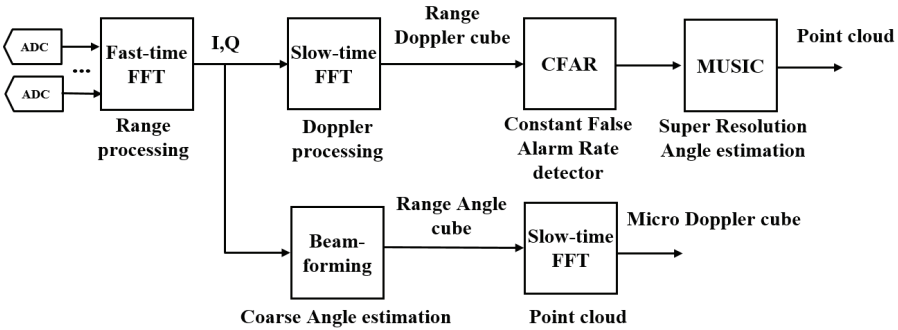 ADC
...
ADC
Fast-time
FFT
Range
processing
I,Q
Slow-time
FFT
Doppler
processing
Range
Doppler cube
CFAR
Constant False
Alarm Rate
detector
MUSIC
Super Resolution
Angle estimation
Point cloud
Beam-
forming
Coarse Angle estimation
Range Angle
cube
Slow-time
FFT
Point cloud
Micro Doppler cube